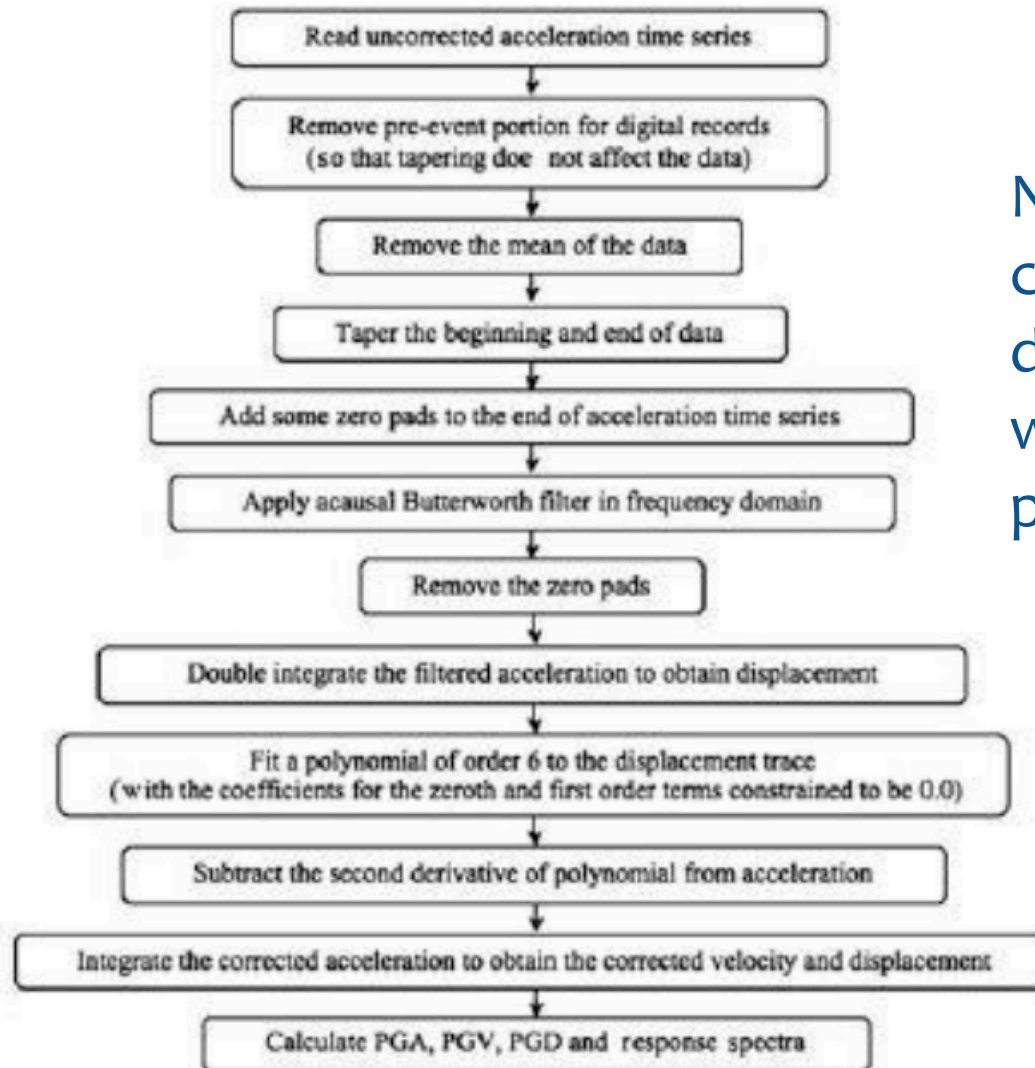 Read uncorrected acceleration time series
Remove pre-event portion for digital records
(so that tapering doe not affect the data)
Remove the mean of the data
Taper the beginning and end of data
Add some zero pads to the end of acceleration time series
Apply acausal Butterworth filter in frequency domain
Remove the zero pads
Double integrate the filtered acceleration to obtain displacement
Fit a polynomial of order 6 to the displacement trace
(with the coefficients for the zeroth and first order terms constrained to be 0.0)
Subtract the second derivative of polynomial from acceleration
Integrate the corrected acceleration to obtain the corrected velocity and displacement
Calculate PGA, PGV, PGD and response spectra